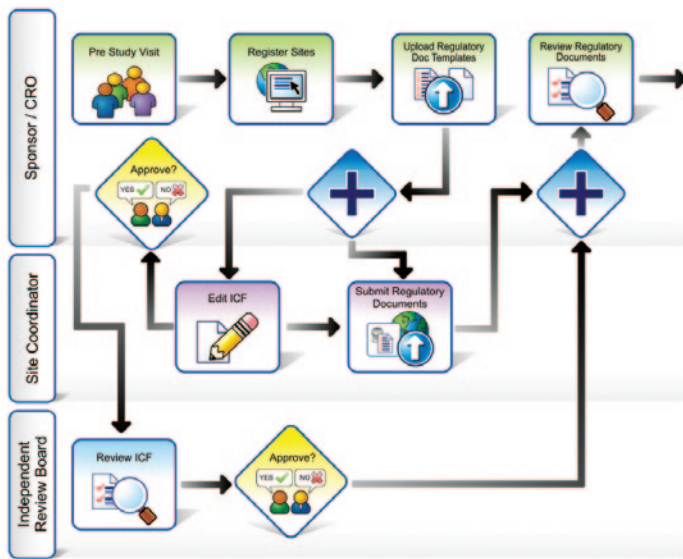 Sponsor / CRO
Pre Study Visit
Register Sites
Upload Regulatory
Doc Templates
Review Regulatory
Documents
Approve?
YES
NO
Site Coordinator
Edit ICF
Submit Regulatory
Documents
Independent
Review Board
Review ICF
Approve?
YES
NO